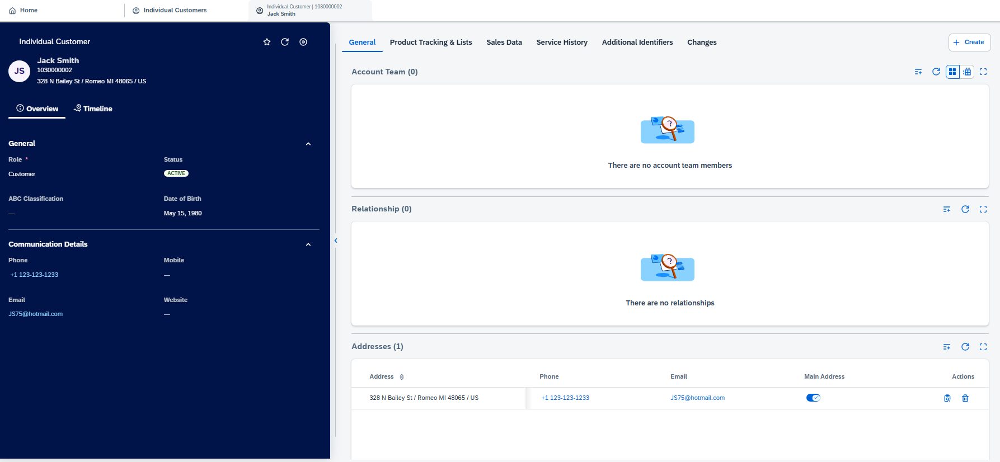 Home
Individual Customers
Individual Customer | 1030000002
Jack Smith
Individual Customer
JS
Jack Smith
1030000002
328 N Bailey St / Romeo MI 48065 / US
Overview
Timeline
General
Role *
Status
Customer
ACTIVE
ABC Classification
Date of Birth
—
May 15, 1980
Communication Details
Phone
Mobile
+1 123-123-1233
—
Email
Website
JS75@hotmail.com
—
General
Product Tracking & Lists
Sales Data
Service History
Additional Identifiers
Changes
Create
Account Team (0)
?
There are no account team members
Relationship (0)
?
There are no relationships
Addresses (1)
Address
Phone
Email
Main Address
Actions
328 N Bailey St / Romeo MI 48065 / US
+1 123-123-1233
JS75@hotmail.com